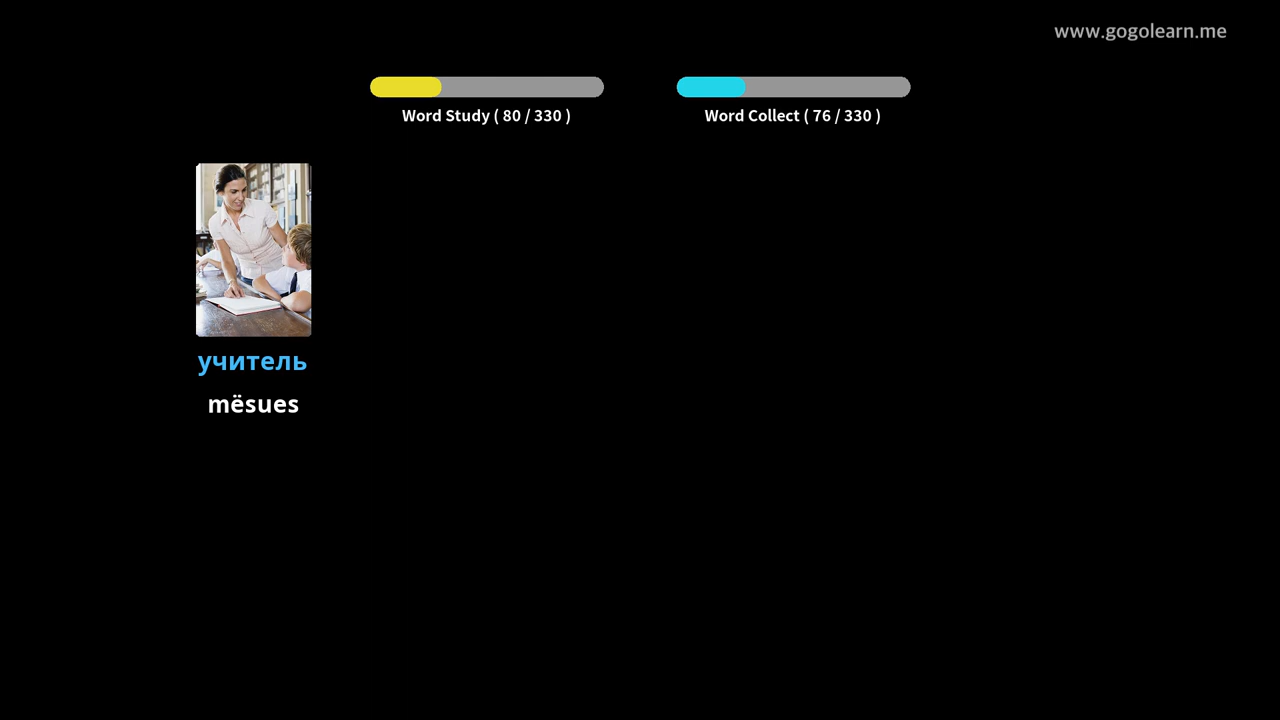 www.gogolearn.me
Word Study ( 80 / 330 )
Word Collect ( 76 / 330 )
учитель
mësues